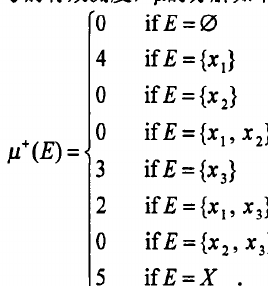 0 if E = ∅
4 if E = {x₁}
0 if E = {x₂}
0 if E = {x₁, x₂}
μ⁺(E) =
3 if E = {x₃}
2 if E = {x₁, x₃}
0 if E = {x₂, x₃
5 if E = X .